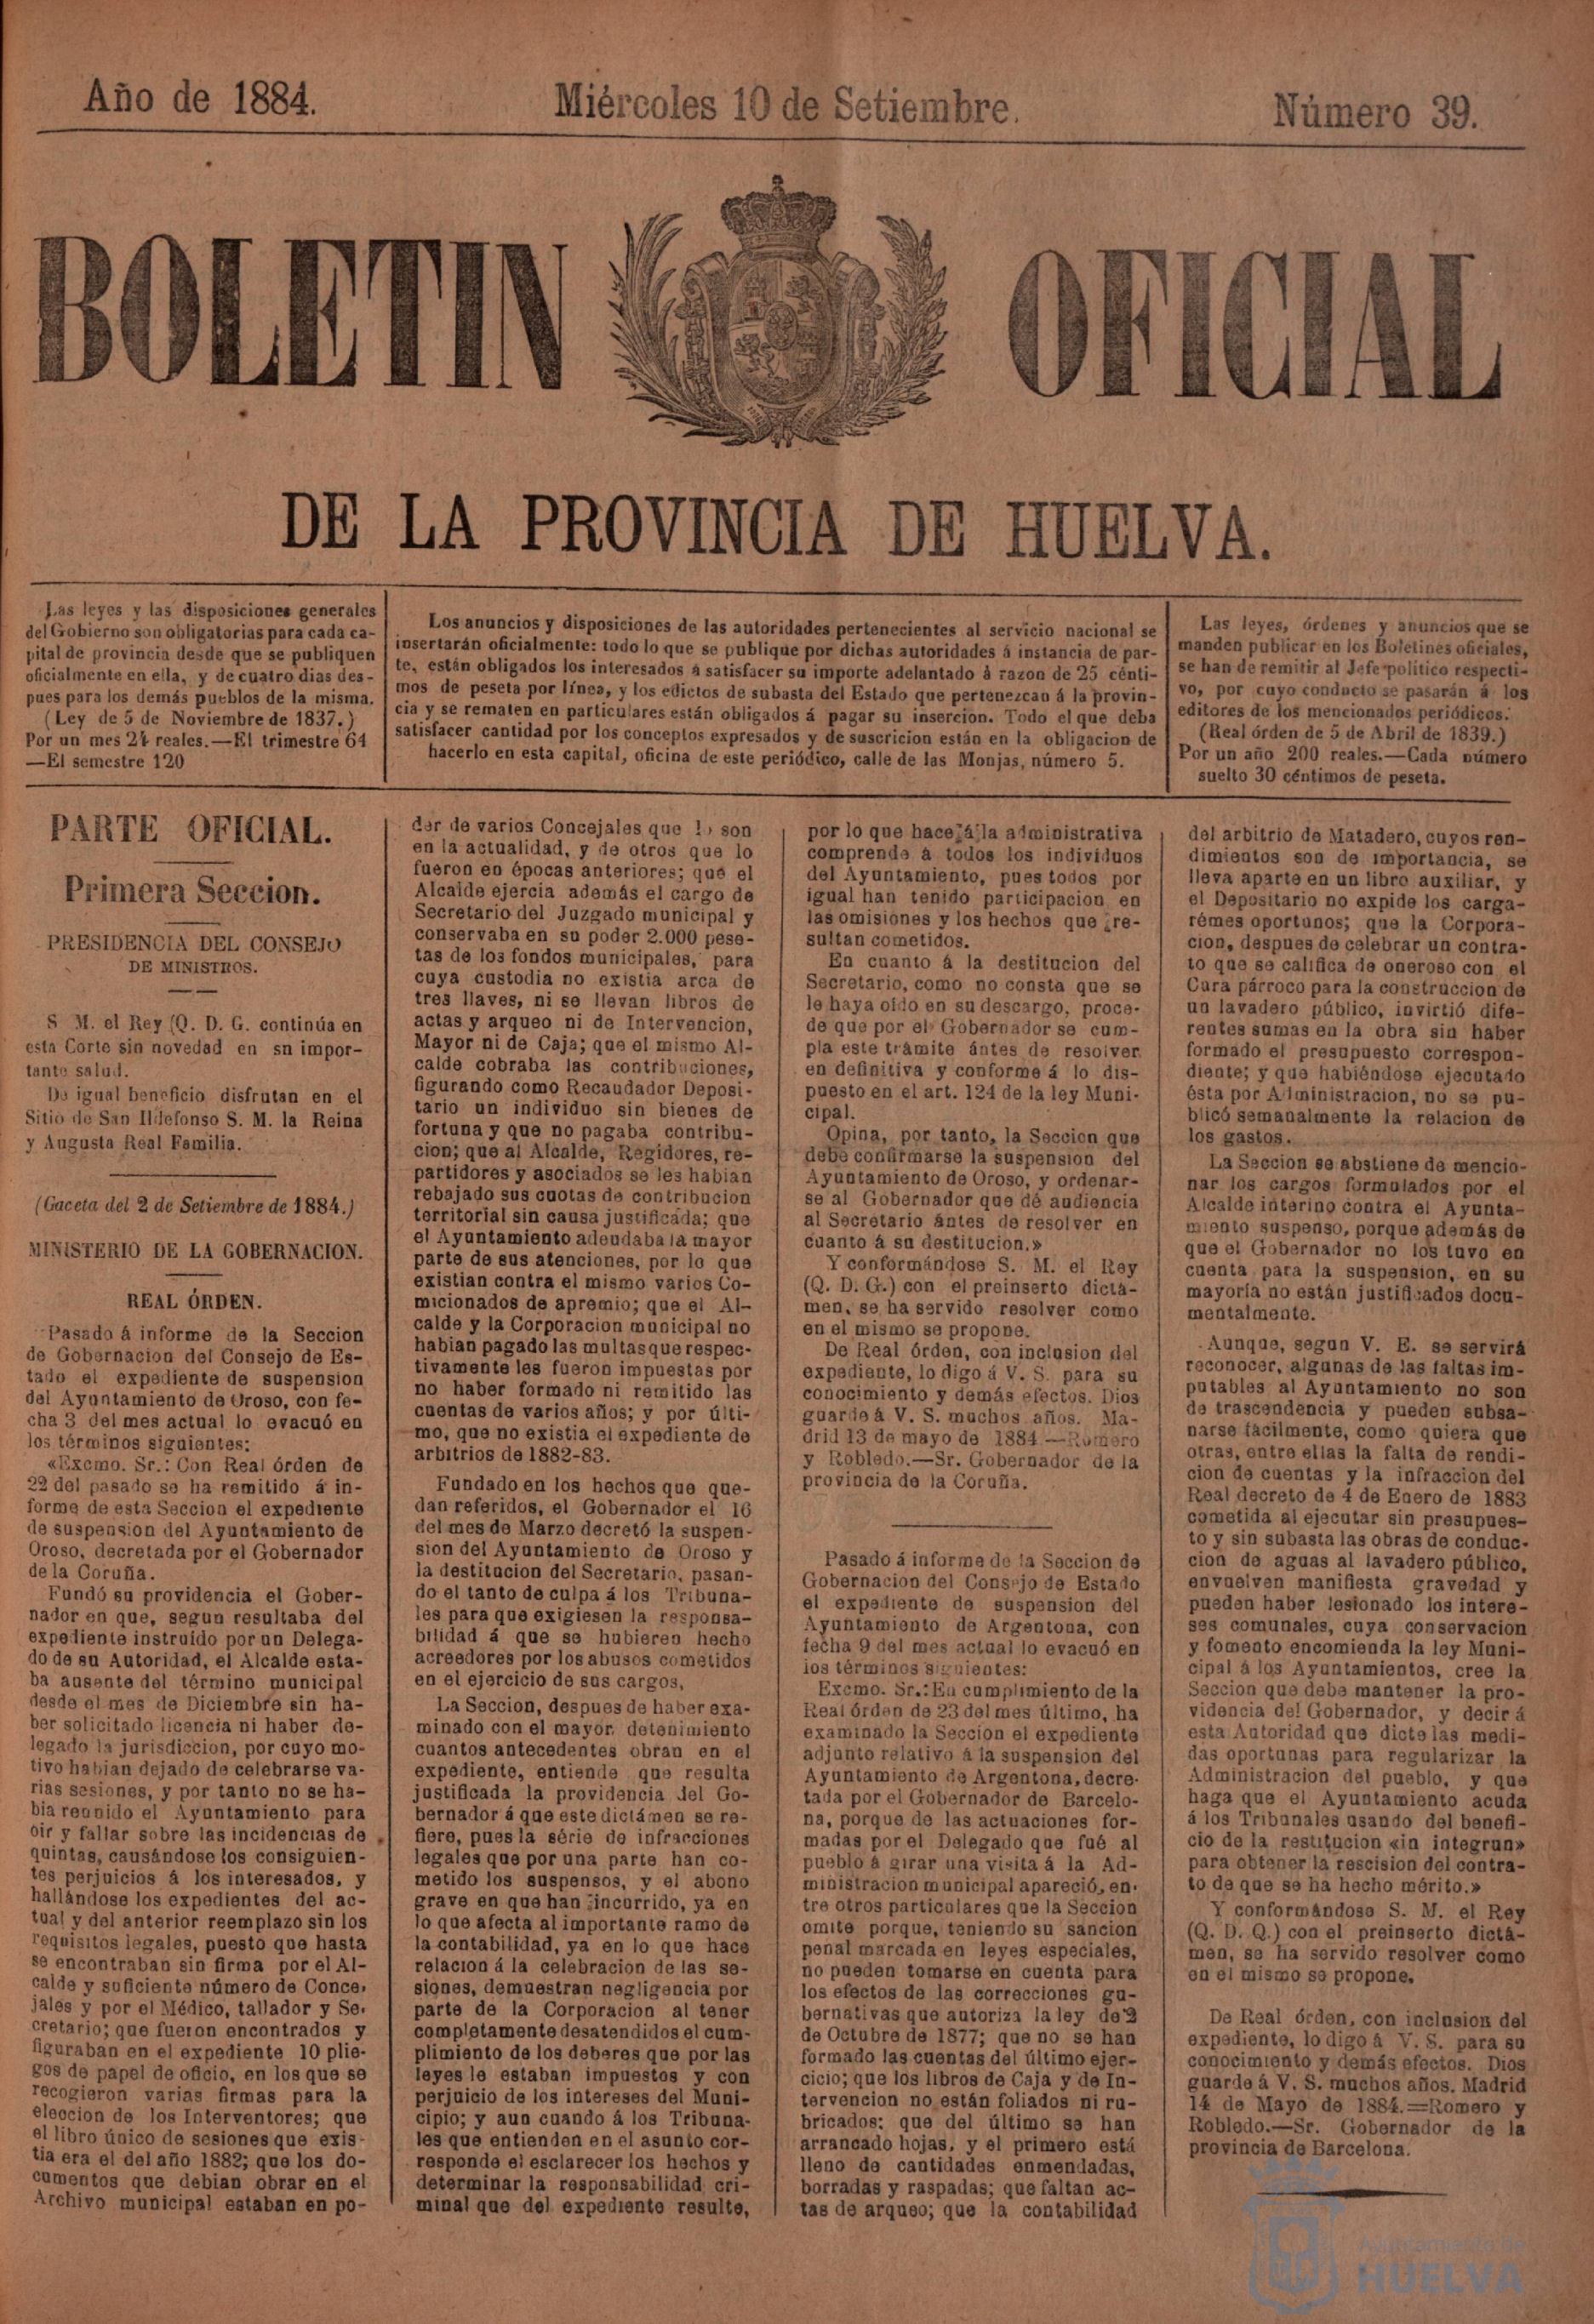 Año de 1884.
Miércoles 10 de Setiembre.
Número 39.
BOLETIN OFICIAL
DE LA PROVINCIA DE HUELVA.
Las leyes y las disposiciones generales
del Gobierno son obligatorias para cada ca-
pital de provincia desde que se publiquen
oficialmente en ella, y de cuatro dias des-
pues para los demás pueblos de la misma.
(Ley de 5 de Noviembre de 1837.)
Por un mes 24 reales.—El trimestre 64
—El semestre 120
Los anuncios y disposiciones de las autoridades pertenecientes al servicio nacional se
insertarán oficialmente: todo lo que se publique por dichas autoridades á instancia de par-
te, están obligados los interesados á satisfacer su importe adelantado á razon de 25 cénti-
mos de peseta por línea, y los edictos de subasta del Estado que pertenezcan á la provin-
cia y se rematen en particulares están obligados á pagar su insercion. Todo el que deba
satisfacer cantidad por los conceptos expresados y de suscricion están en la obligacion de
hacerlo en esta capital, oficina de este periódico, calle de las Monjas, número 5.
Las leyes, órdenes y anuncios que se
manden publicar en los Boletines oficiales,
se han de remitir al Jefe politico respecti-
vo, por cuyo conducto se pasarán á los
editores de los mencionados periódicos.
(Real órden de 5 de Abril de 1839.)
Por un año 200 reales.—Cada número
suelto 30 céntimos de peseta.
PARTE OFICIAL.
Primera Seccion.
PRESIDENCIA DEL CONSEJO
DE MINISTROS.
S M. el Rey (Q. D. G. continúa en
esta Corte sin novedad en sn impor-
tante salud.
De igual beneficio disfrutan en el
Sitio de San Ildefonso S. M. la Reina
y Augusta Real Familia.
(Gaceta del 2 de Setiembre de 1884.)
MINISTERIO DE LA GOBERNACION.
REAL ÓRDEN.
Pasado á informe de la Seccion
de Gobernacion del Consejo de Es-
tado el expediente de suspension
del Ayuntamiento de Oroso, con fe-
cha 3 del mes actual lo evacuó en
los términos siguientes:
«Excmo. Sr.: Con Real órden de
22 del pasado se ha remitido á in-
forme de esta Seccion el expediente
de suspension del Ayuntamiento de
Oroso, decretada por el Gobernador
de la Coruña.
Fundó su providencia el Gober-
nador en que, segun resultaba del
expediente instruido por un Delega-
do de su Autoridad, el Alcalde esta-
ba ausente del término municipal
desde el mes de Diciembre sin ha-
ber solicitado licencia ni haber de-
legado la jurisdiccion, por cuyo mo-
tivo habian dejado de celebrarse va-
rias sesiones, y por tanto no se ha-
bia reunido el Ayuntamiento para
oir y fallar sobre las incidencias de
quintas, causándose los consiguien-
tes perjuicios á los interesados, y
hallándose los expedientes del ac-
tual y del anterior reemplazo sin los
requisitos legales, puesto que hasta
se encontraban sin firma por el Al-
calde y suficiente número de Conce-
jales y por el Médico, tallador y Se-
cretario; que fueron encontrados y
figuraban en el expediente 10 plie-
gos de papel de oficio, en los que se
recogieron varias firmas para la
eleccion de los Interventores; que
el libro único de sesiones que exis-
tia era el del año 1882; que los do-
cumentos que debian obrar en el
Archivo municipal estaban en po-
der de varios Concejales que lo son
en la actualidad, y de otros que lo
fueron en épocas anteriores; que el
Alcalde ejercia además el cargo de
Secretario del Juzgado municipal y
conservaba en su poder 2.000 pese-
tas de los fondos municipales, para
cuya custodia no existia arca de
tres llaves, ni se llevan libros de
actas y arqueo ni de Intervencion,
Mayor ni de Caja; que el mismo Al-
calde cobraba las contribuciones,
figurando como Recaudador Deposi-
tario un individuo sin bienes de
fortuna y que no pagaba contribu-
cion; que al Alcalde, Regidores, re-
partidores y asociados se les habian
rebajado sus cuotas de contribucion
territorial sin causa justificada; que
el Ayuntamiento adeudaba la mayor
parte de sus atenciones, por lo que
existian contra el mismo varios Co-
micionados de apremio; que el Al-
calde y la Corporacion municipal no
habian pagado las multas que respec-
tivamente les fueron impuestas por
no haber formado ni remitido las
cuentas de varios años; y por últi-
mo, que no existia el expediente de
arbitrios de 1882-83.
Fundado en los hechos que que-
dan referidos, el Gobernador el 16
del mes de Marzo decretó la suspen-
sion del Ayuntamiento de Oroso y
la destitucion del Secretario, pasan-
do el tanto de culpa á los Tribuna-
les para que exigiesen la responsa-
bilidad á que se hubieren hecho
acreedores por los abusos cometidos
en el ejercicio de sus cargos,
La Seccion, despues de haber exa-
minado con el mayor detenimiento
cuantos antecedentes obran en el
expediente, entiende que resulta
justificada la providencia del Go-
bernador á que este dictámen se re-
fiere, pues la série de infracciones
legales que por una parte han co-
metido los suspensos, y el abono
grave en que han incurrido, ya en
lo que afecta al importante ramo de
la contabilidad, ya en lo que hace
relacion á la celebracion de las se-
siones, demuestran negligencia por
parte de la Corporacion al tener
completamente desatendidos el cum-
plimiento de los deberes que por las
leyes le estaban impuestos y con
perjuicio de los intereses del Muni-
cipio; y aun cuando á los Tribuna-
les que entienden en el asunto cor-
responde el esclarecer los hechos y
determinar la responsabilidad cri-
minal que del expediente resulte,
por lo que hace á la administrativa
comprende á todos los individuos
del Ayuntamiento, pues todos por
igual han tenido participacion en
las omisiones y los hechos que re-
sultan cometidos.
En cuanto á la destitucion del
Secretario, como no consta que se
le haya oido en su descargo, proce-
de que por el Gobernador se cum-
pla este trámite ántes de resolver
en definitiva y conforme á lo dis-
puesto en el art. 124 de la ley Muni-
cipal.
Opina, por tanto, la Seccion que
debe confirmarse la suspension del
Ayuntamiento de Oroso, y ordenar-
se al Gobernador que dé audiencia
al Secretario ántes de resolver en
cuanto á su destitucion.»
Y conformándose S. M. el Rey
(Q. D. G.) con el preinserto dictá-
men, se ha servido resolver como
en el mismo se propone.
De Real órden, con inclusion del
expediente, lo digo á V. S. para su
conocimiento y demás efectos. Dios
guarde á V. S. muchos años. Ma-
drid 13 de mayo de 1884.—Romero
y Robledo.—Sr. Gobernador de la
provincia de la Coruña.
Pasado á informe de la Seccion de
Gobernacion del Consejo de Estado
el expediente de suspension del
Ayuntamiento de Argentona, con
fecha 9 del mes actual lo evacuó en
los términos siguientes:
Excmo. Sr.: En cumplimiento de la
Real órden de 23 del mes último, ha
examinado la Seccion el expediente
adjunto relativo á la suspension del
Ayuntamiento de Argentona, decre-
tada por el Gobernador de Barcelo-
na, porque de las actuaciones for-
madas por el Delegado que fué al
pueblo á girar una visita á la Ad-
ministracion municipal apareció, en-
tre otros particulares que la Seccion
omite porque, teniendo su sancion
penal marcada en leyes especiales,
no pueden tomarse en cuenta para
los efectos de las correcciones gu-
bernativas que autoriza la ley de 2
de Octubre de 1877; que no se han
formado las cuentas del último ejer-
cicio; que los libros de Caja y de In-
tervencion no están foliados ni ru-
bricados; que del último se han
arrancado hojas, y el primero está
lleno de cantidades enmendadas,
borradas y raspadas; que faltan ac-
tas de arqueo; que la contabilidad
del arbitrio de Matadero, cuyos ren-
dimientos son de importancia, se
lleva aparte en un libro auxiliar, y
el Depositario no expide los carga-
rémes oportunos; que la Corpora-
cion, despues de celebrar un contra-
to que se califica de oneroso con el
Cura párroco para la construccion de
un lavadero público, invirtió dife-
rentes sumas en la obra sin haber
formado el presupuesto correspon-
diente; y que habiéndose ejecutado
ésta por Administracion, no se pu-
blicó semanalmente la relacion de
los gastos.
La Seccion se abstiene de mencio-
nar los cargos formulados por el
Alcalde interino contra el Ayunta-
miento suspenso, porque además de
que el Gobernador no los tuvo en
cuenta para la suspension, en su
mayoría no están justificados docu-
mentalmente.
Aunque, segun V. E. se servirá
reconocer, algunas de las faltas im-
putables al Ayuntamiento no son
de trascendencia y pueden subsa-
narse fácilmente, como quiera que
otras, entre ellas la falta de rendi-
cion de cuentas y la infraccion del
Real decreto de 4 de Enero de 1883
cometida al ejecutar sin presupues-
to y sin subasta las obras de conduc-
cion de aguas al lavadero público,
envuelven manifiesta gravedad y
pueden haber lesionado los intere-
ses comunales, cuya conservacion
y fomento encomienda la ley Muni-
cipal á los Ayuntamientos, cree la
Seccion que debe mantener la pro-
videncia del Gobernador, y decir á
esta Autoridad que dicte las medi-
das oportunas para regularizar la
Administracion del pueblo, y que
haga que el Ayuntamiento acuda
á los Tribunales usando del benefi-
cio de la restitucion «in integrun»
para obtener la rescision del contra-
to de que se ha hecho mérito.»
Y conformándose S. M. el Rey
(Q. D. Q.) con el preinserto dictá-
men, se ha servido resolver como
en el mismo se propone.
De Real órden, con inclusion del
expediente, lo digo á V. S. para su
conocimiento y demás efectos. Dios
guarde á V. S. muchos años. Madrid
14 de Mayo de 1884.=Romero y
Robledo.—Sr. Gobernador de la
provincia de Barcelona.
Ayuntamiento de
HUELVA